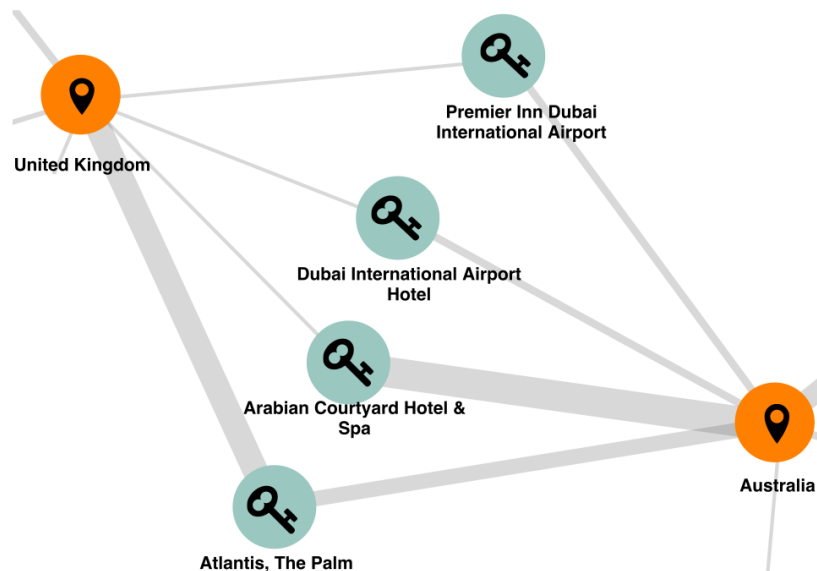 Premier Inn Dubai
International Airport
United Kingdom
Dubai International Airport
Hotel
Arabian Courtyard Hotel &
Spa
Australia
Atlantis, The Palm